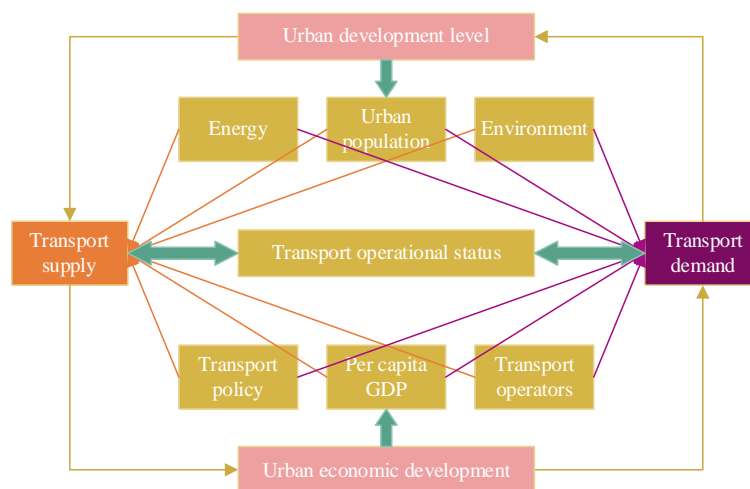 Urban development level
Energy
Urban
population
Environment
Transport
supply
Transport operational status
Transport
demand
Transport
policy
Per capita
GDP
Transport
operators
Urban economic development